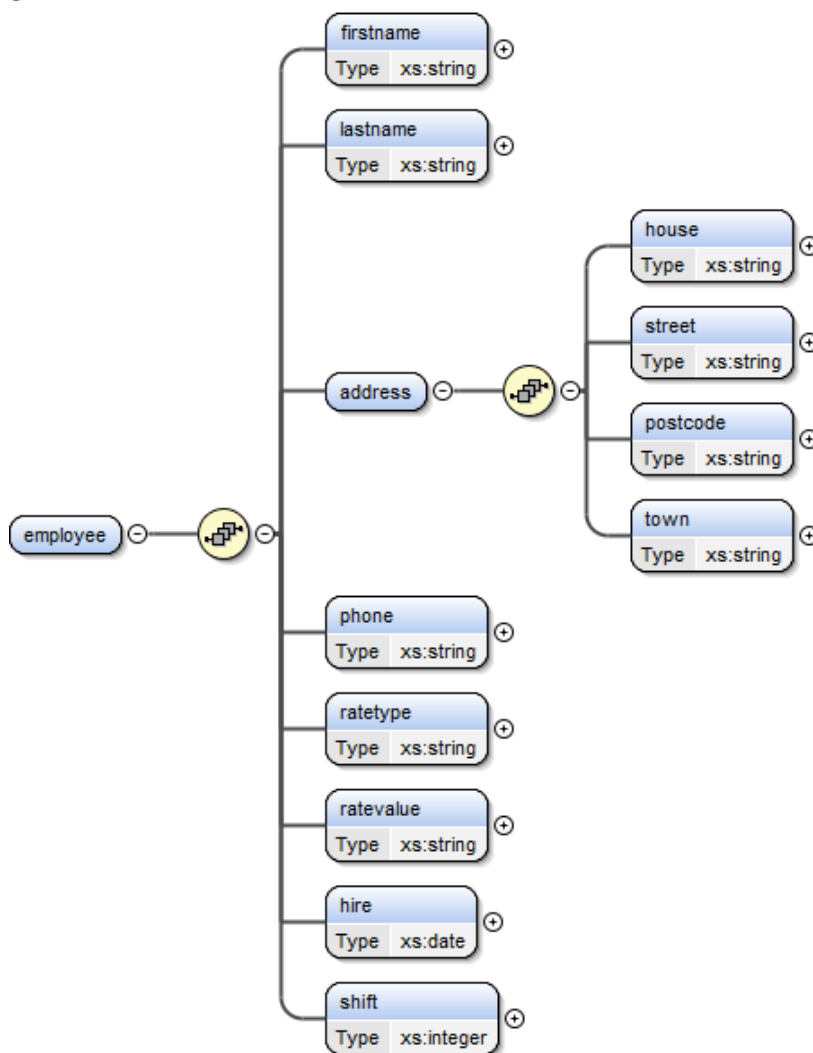 firstname
Type xs:string
lastname
Type xs:string
house
Type xs:string
street
Type xs:string
address
postcode
Type xs:string
town
Type xs:string
employee
phone
Type xs:string
ratetype
Type xs:string
ratevalue
Type xs:string
hire
Type xs:date
shift
Type xs:integer